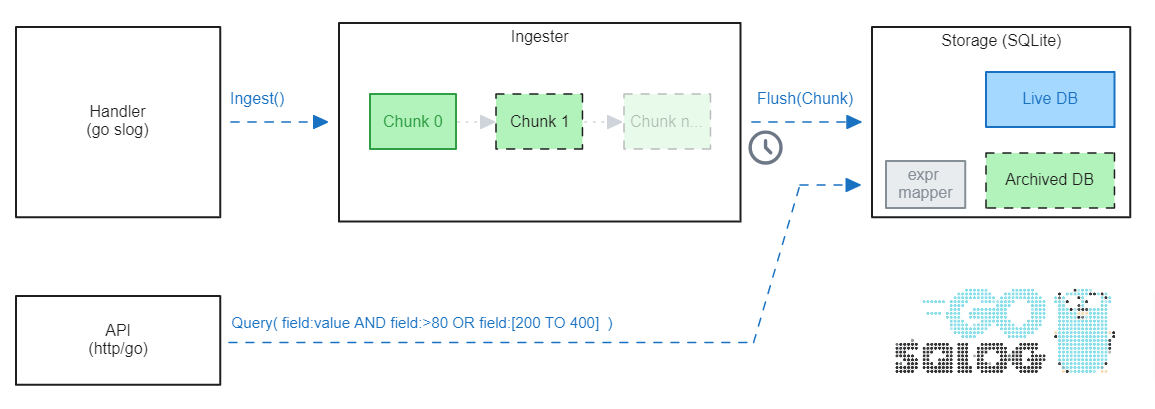 Handler
(go slog)
Ingest()
Ingester
Chunk 0
Chunk 1
Chunk n...
Flush(Chunk)
Storage (SQLite)
Live DB
expr
mapper
Archived DB
API
(http/go)
Query( field:value AND field:>80 OR field:[200 TO 400] )
GO
SQLOG